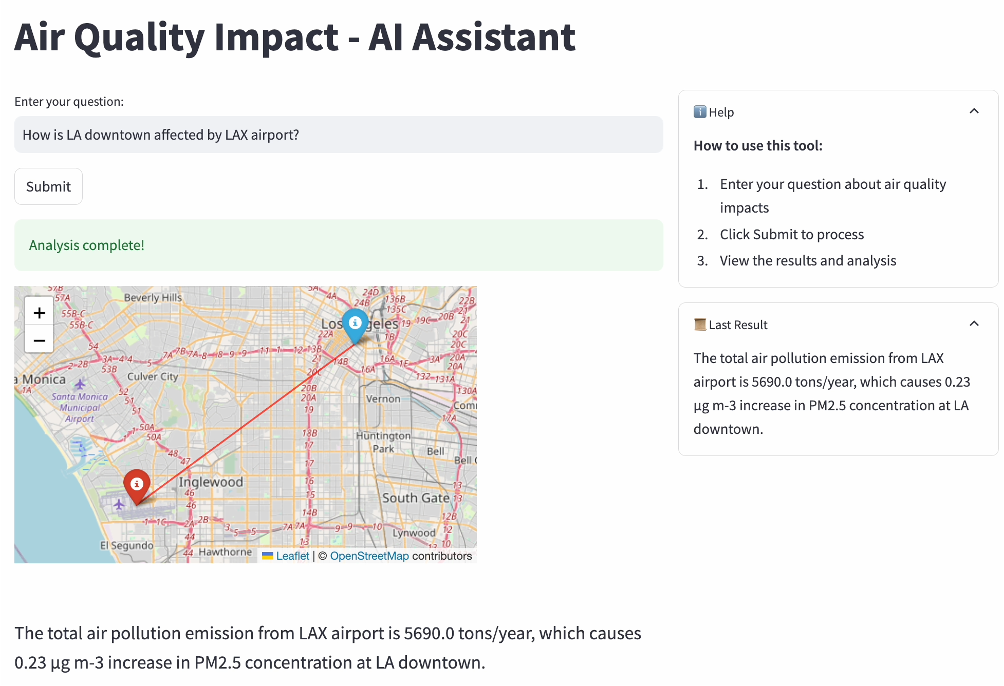 Air Quality Impact - AI Assistant
Enter your question:
How is LA downtown affected by LAX airport?
Submit
Analysis complete!
+
−
Beverly Hills
Los Angeles
Culver City
Santa Monica
Municipal
Airport
Vernon
Huntington
Park
Bell
Inglewood
South Gate
Lynwood
El Segundo
Hawthorne
Leaflet | © OpenStreetMap contributors
The total air pollution emission from LAX airport is 5690.0 tons/year, which causes
0.23 µg m-3 increase in PM2.5 concentration at LA downtown.
Help
How to use this tool:
1. Enter your question about air quality
impacts
2. Click Submit to process
3. View the results and analysis
Last Result
The total air pollution emission from LAX
airport is 5690.0 tons/year, which causes 0.23
µg m-3 increase in PM2.5 concentration at LA
downtown.